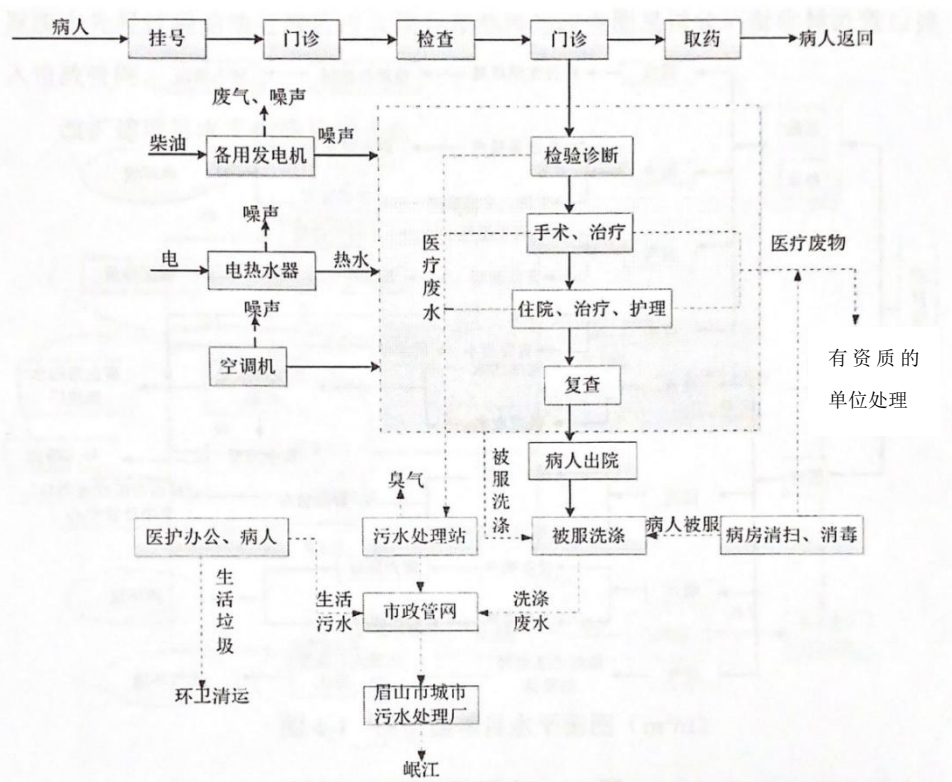 病人
挂号
门诊
检查
门诊
取药
病人返回
废气、噪声
柴油
备用发电机
噪声
检验诊断
噪声
电
电热水器
热水
医疗废水
手术、治疗
医疗废物
噪声
住院、治疗、护理
空调机
复查
有资质的
单位处理
病人出院
被服洗涤
臭气
医护办公、病人
污水处理站
被服洗涤
病人被服
病房清扫、消毒
生活垃圾
生活
污水
市政管网
洗涤
废水
环卫清运
眉山市城市
污水处理厂
岷江